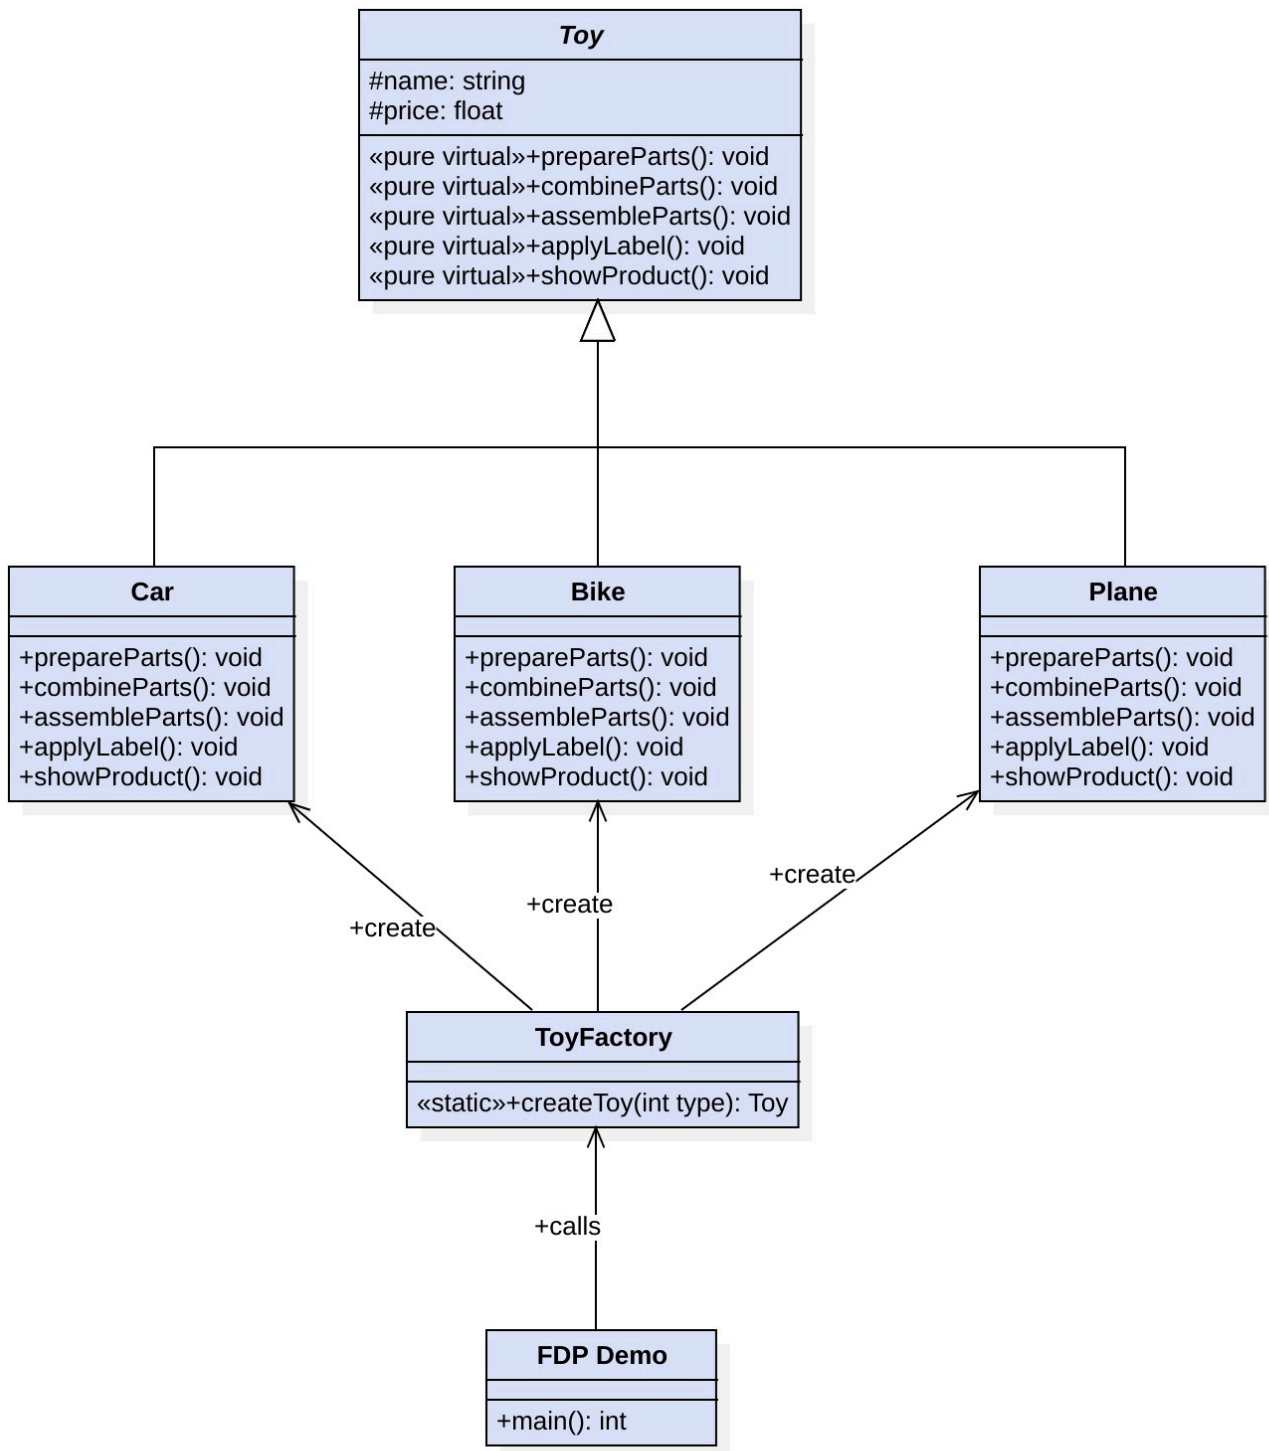 Toy
#name: string
#price: float
«pure virtual»+prepareParts(): void
«pure virtual»+combineParts(): void
«pure virtual»+assembleParts(): void
«pure virtual»+applyLabel(): void
«pure virtual»+showProduct(): void
Car
+prepareParts(): void
+combineParts(): void
+assembleParts(): void
+applyLabel(): void
+showProduct(): void
Bike
+prepareParts(): void
+combineParts(): void
+assembleParts(): void
+applyLabel(): void
+showProduct(): void
Plane
+prepareParts(): void
+combineParts(): void
+assembleParts(): void
+applyLabel(): void
+showProduct(): void
+create
+create
+create
ToyFactory
«static»+createToy(int type): Toy
+calls
FDP Demo
+main(): int